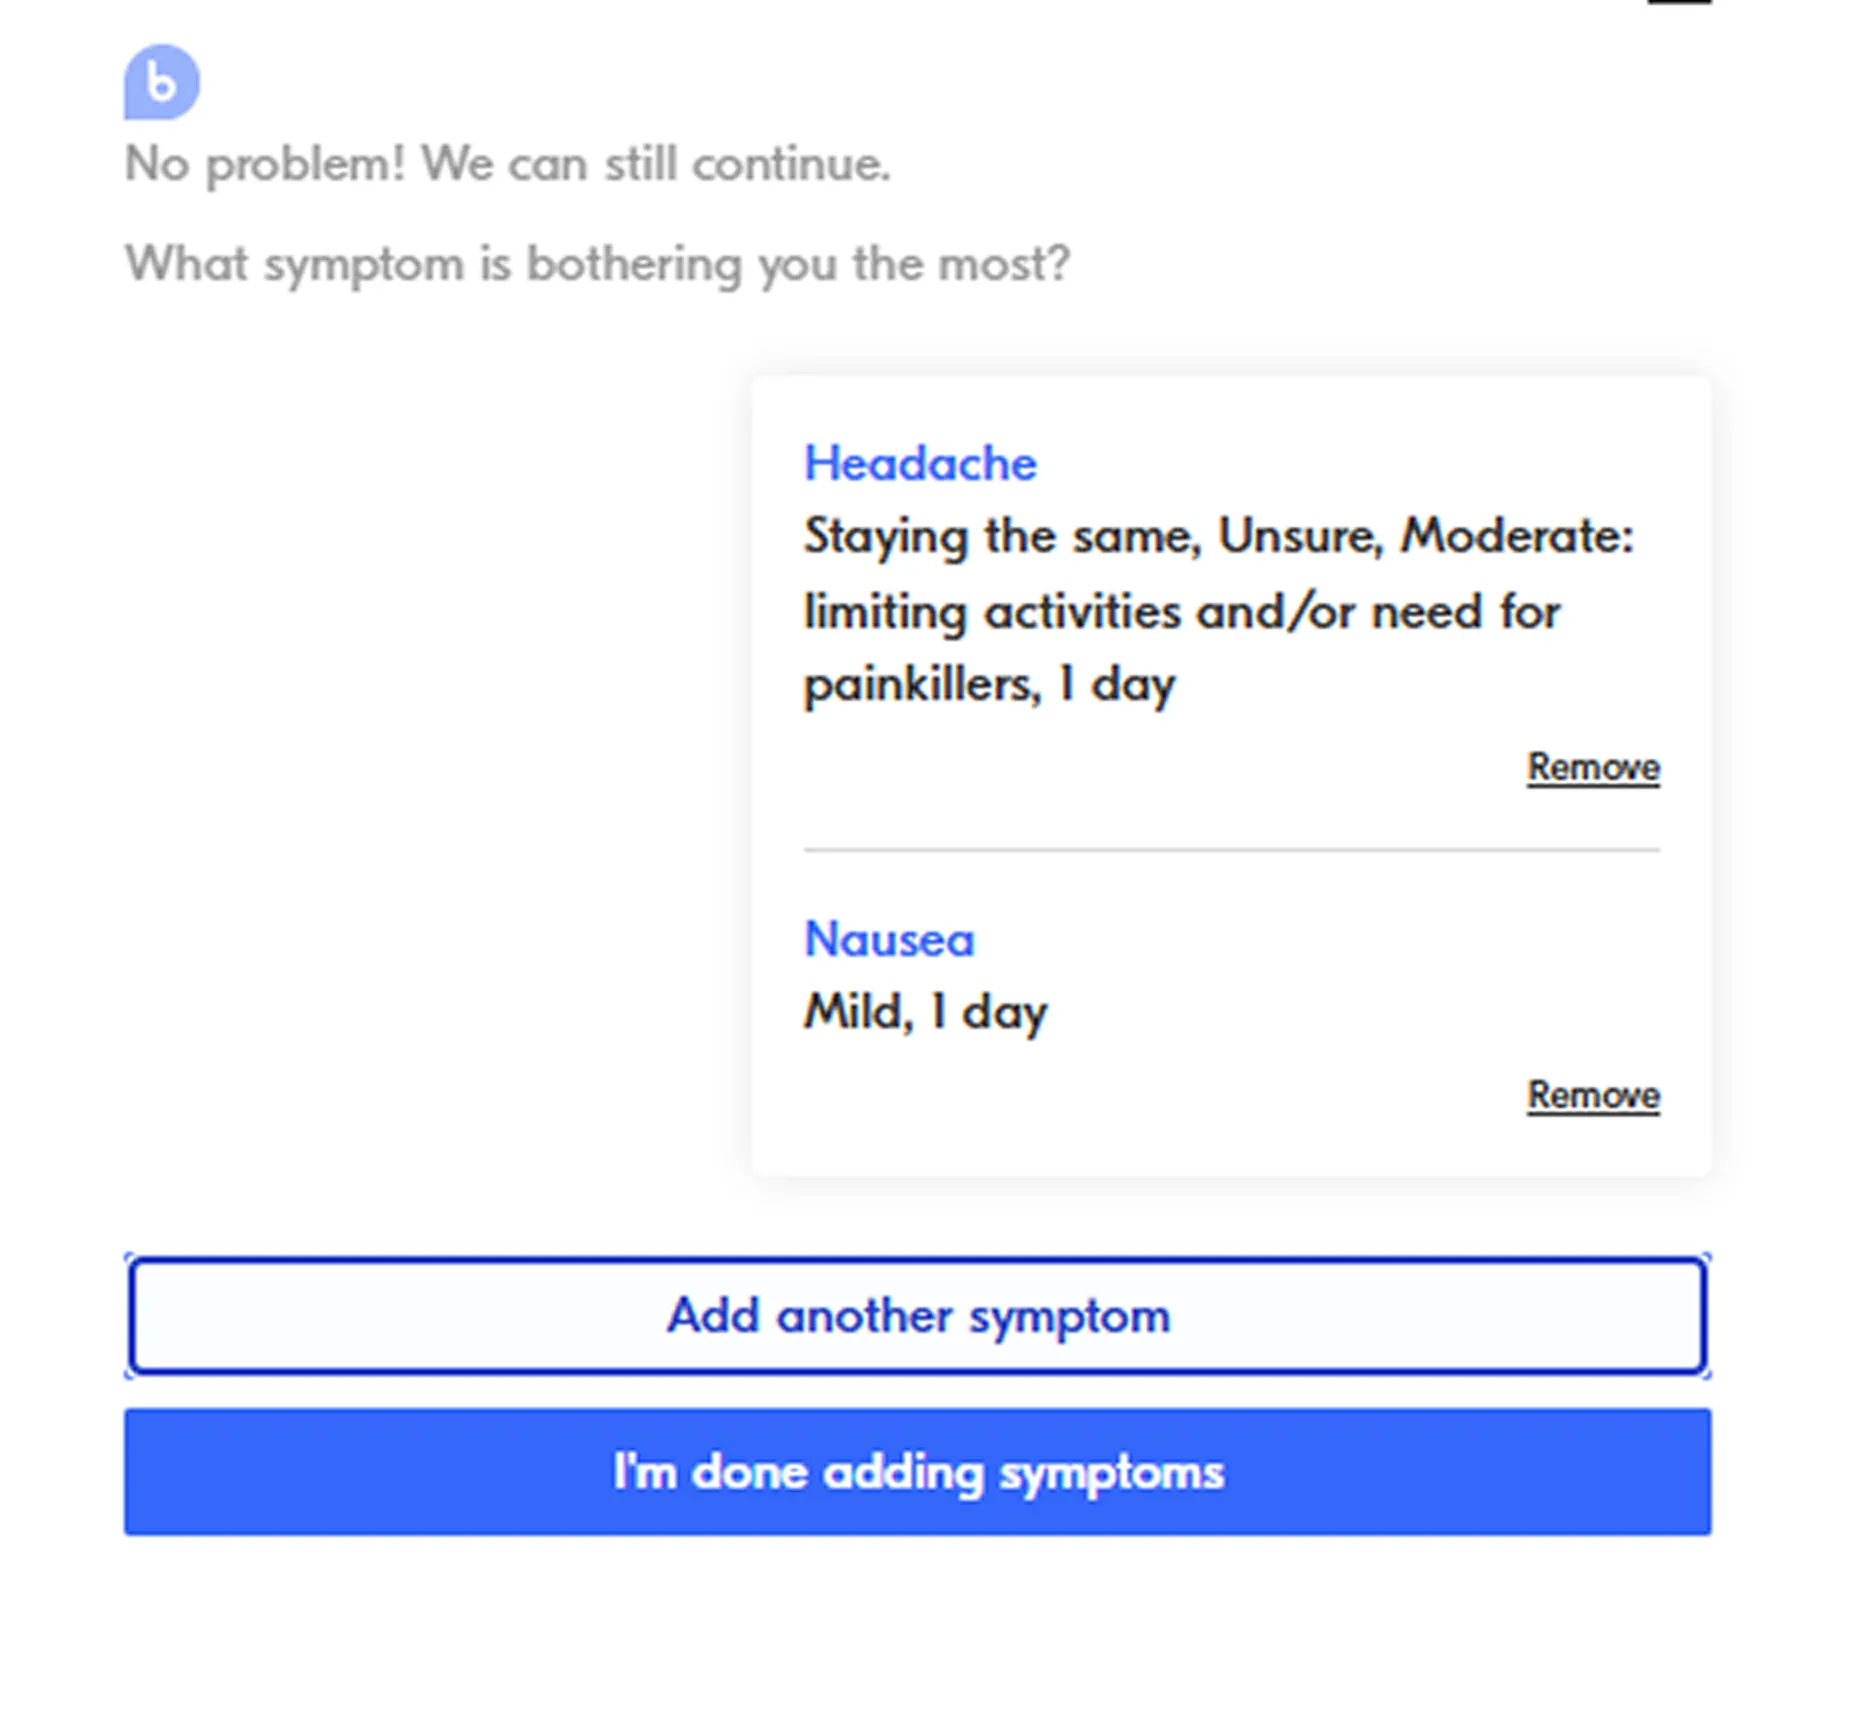 b
No problem! We can still continue.
What symptom is bothering you the most?
Headache
Staying the same, Unsure, Moderate:
limiting activities and/or need for
painkillers, 1 day
Remove
Nausea
Mild, 1 day
Remove
Add another symptom
I'm done adding symptoms